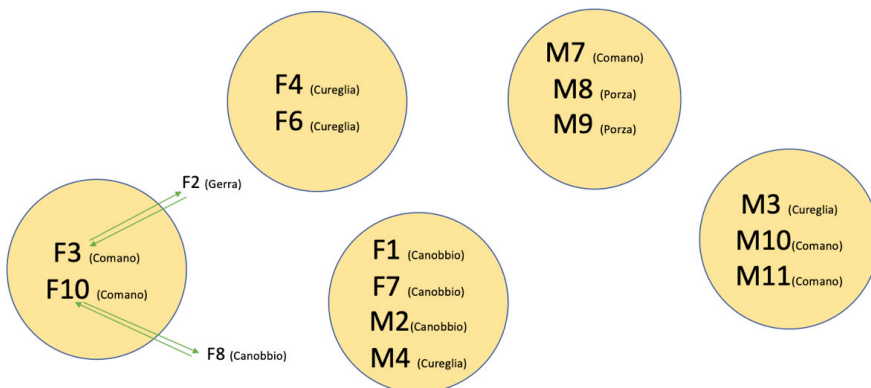 F4 (Cureglia)
F6 (Cureglia)
M7 (Comano)
M8 (Porza)
M9 (Porza)
F2 (Gerra)
F3 (Comano)
F10 (Comano)
F8 (Canobbio)
F1 (Canobbio)
F7 (Canobbio)
M2(Canobbio)
M4 (Cureglia)
M3 (Cureglia)
M10(Comano)
M11(Comano)